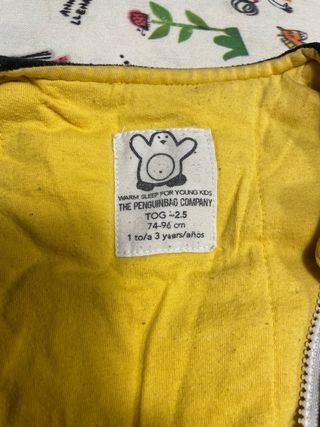 WARM SLEEP FOR YOUNG KIDS
THE PENGUINBAG COMPANY
TOG ~2.5
74-96 cm
1 to/a 3 years/años